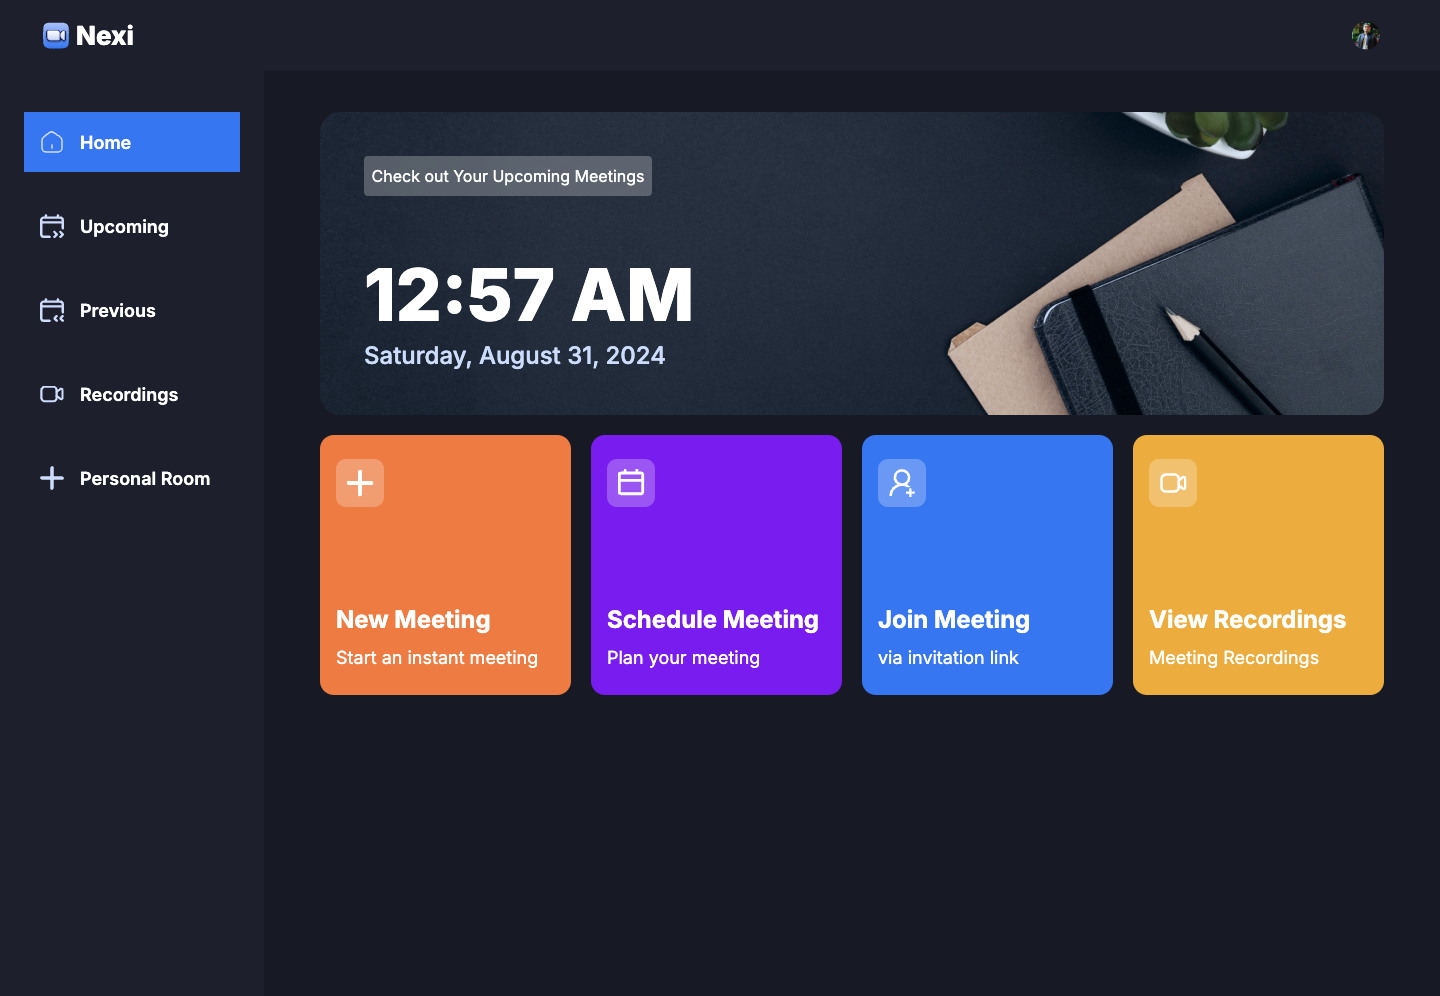 Nexi
Home
Upcoming
Previous
Recordings
Personal Room
Check out Your Upcoming Meetings
12:57 AM
Saturday, August 31, 2024
New Meeting
Start an instant meeting
Schedule Meeting
Plan your meeting
Join Meeting
via invitation link
View Recordings
Meeting Recordings